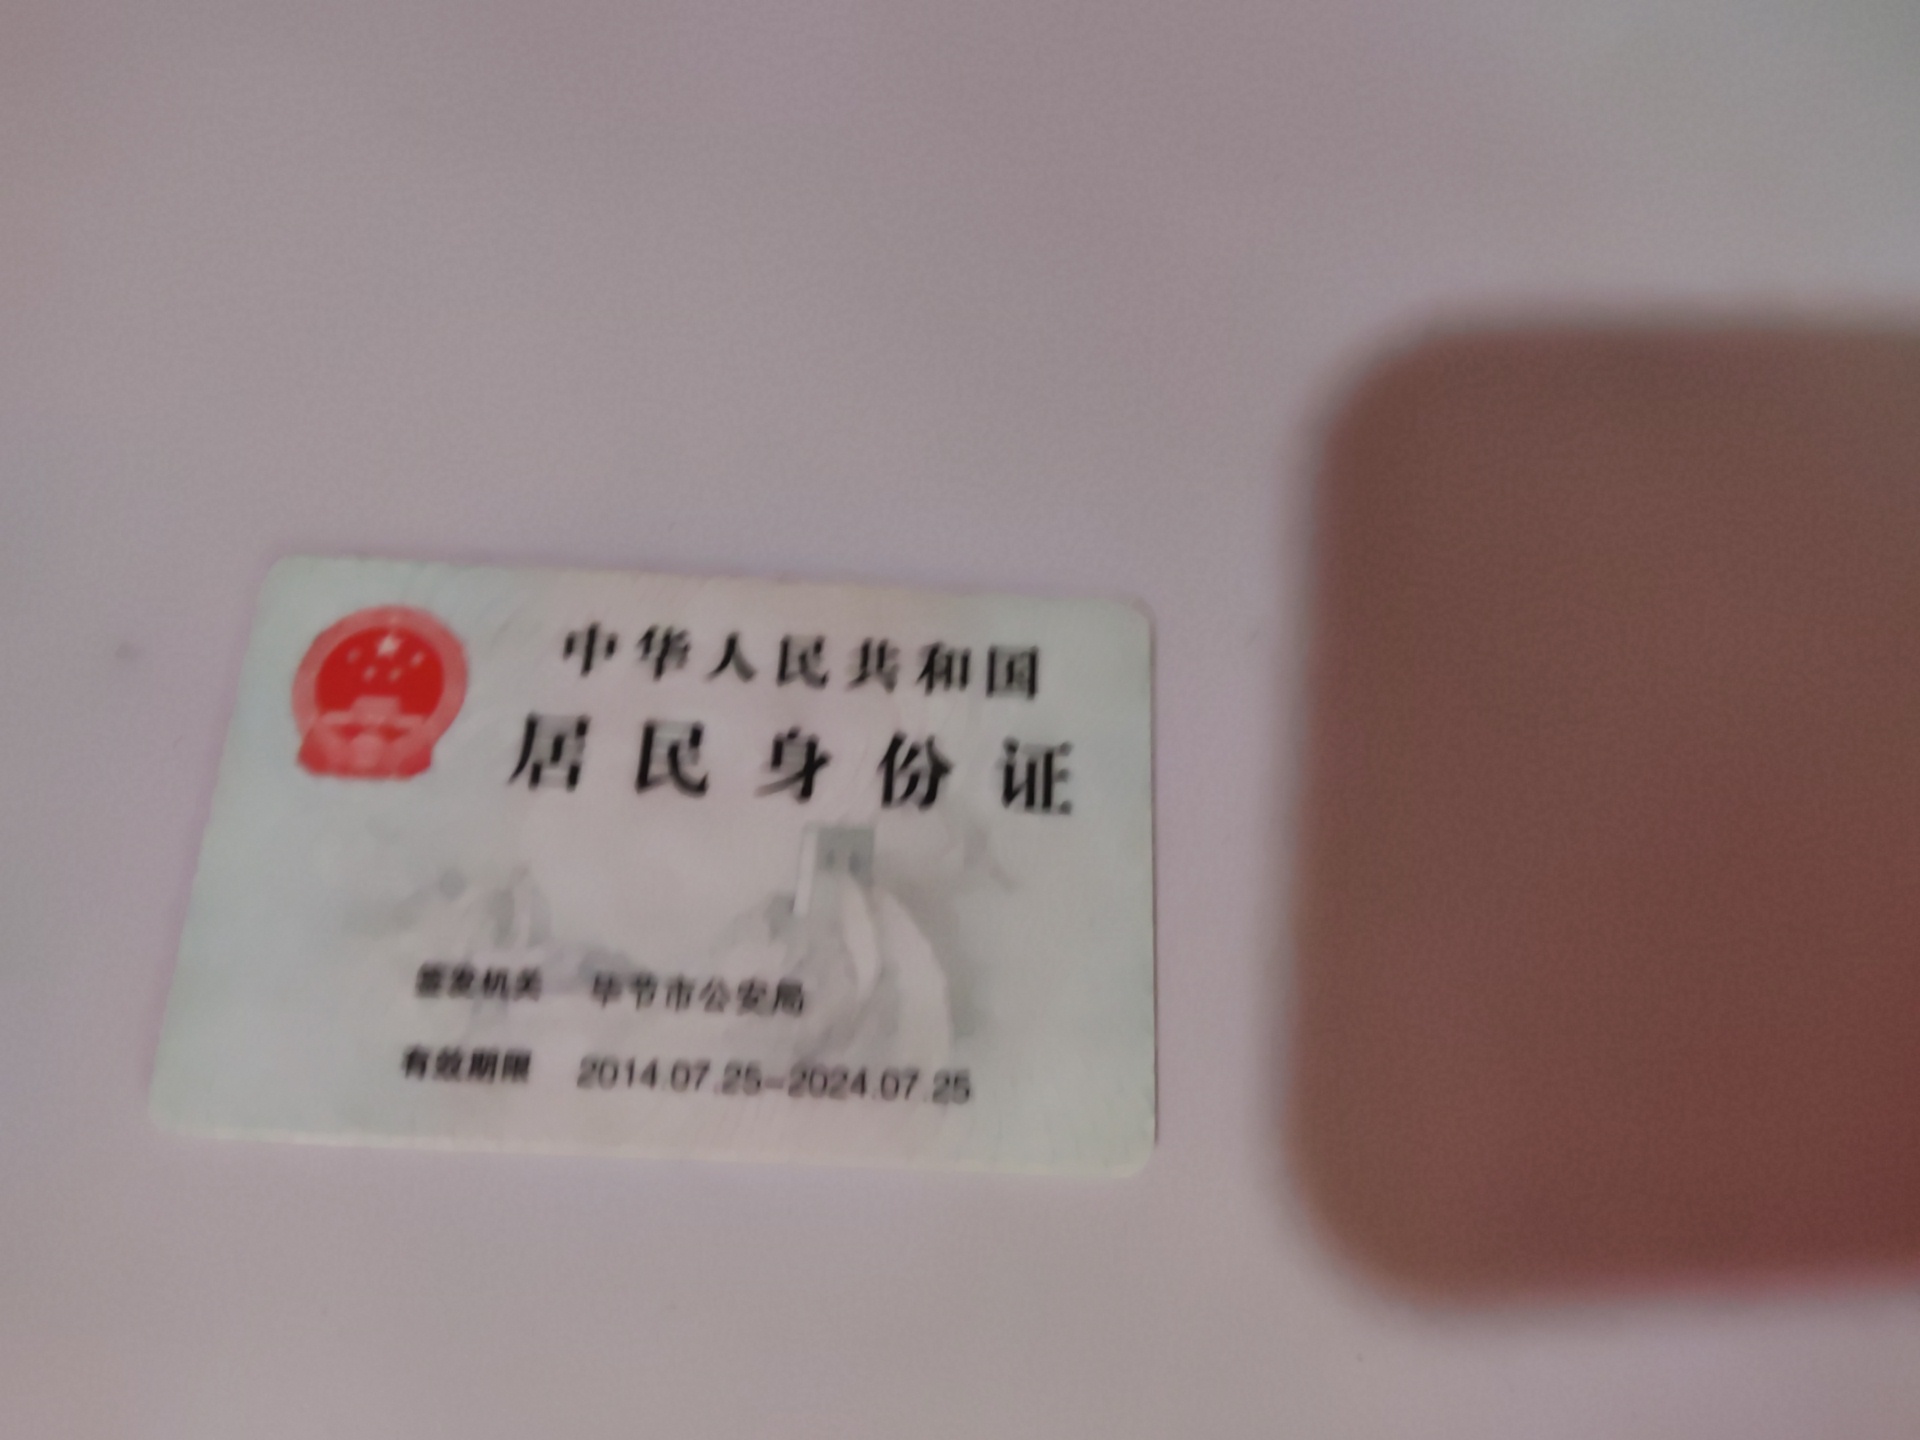 中华人民共和国
居民身份证
签发机关 毕节市公安局
有效期限 2014.07.25-2024.07.25